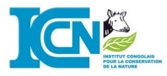 ICCN
INSTITUT CONGOLAIS
POUR LA CONSERVATION
DE LA NATURE